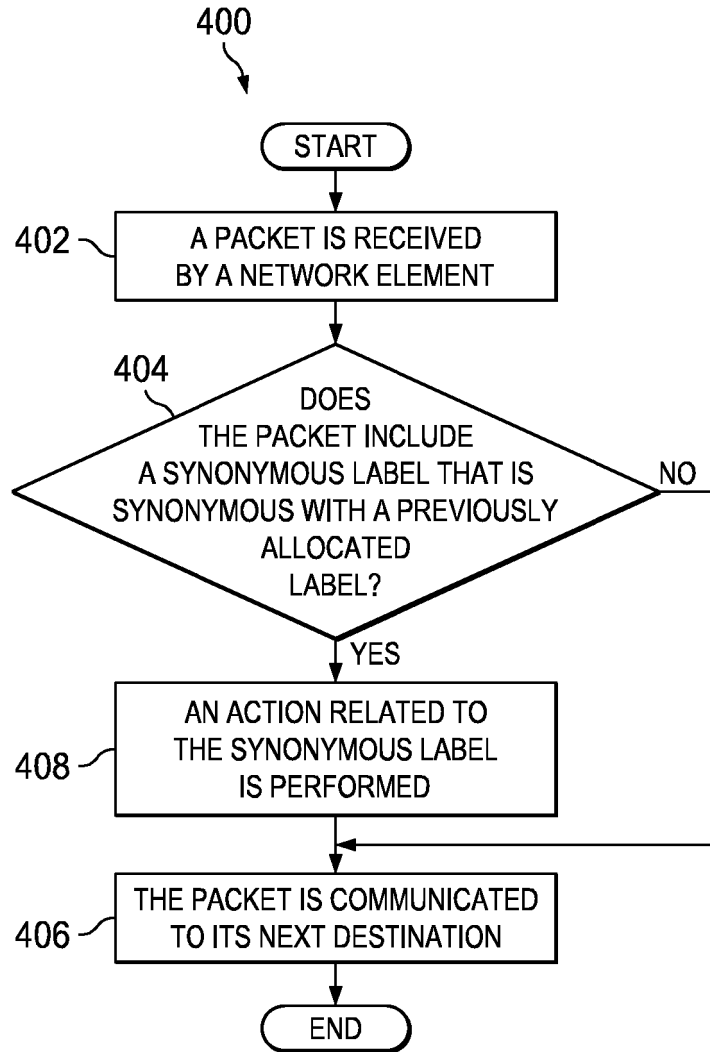 400
START
402
A PACKET IS RECEIVED
BY A NETWORK ELEMENT
404
DOES
THE PACKET INCLUDE
A SYNONYMOUS LABEL THAT IS
SYNONYMOUS WITH A PREVIOUSLY
ALLOCATED
LABEL?
NO
YES
408
AN ACTION RELATED TO
THE SYNONYMOUS LABEL
IS PERFORMED
406
THE PACKET IS COMMUNICATED
TO ITS NEXT DESTINATION
END